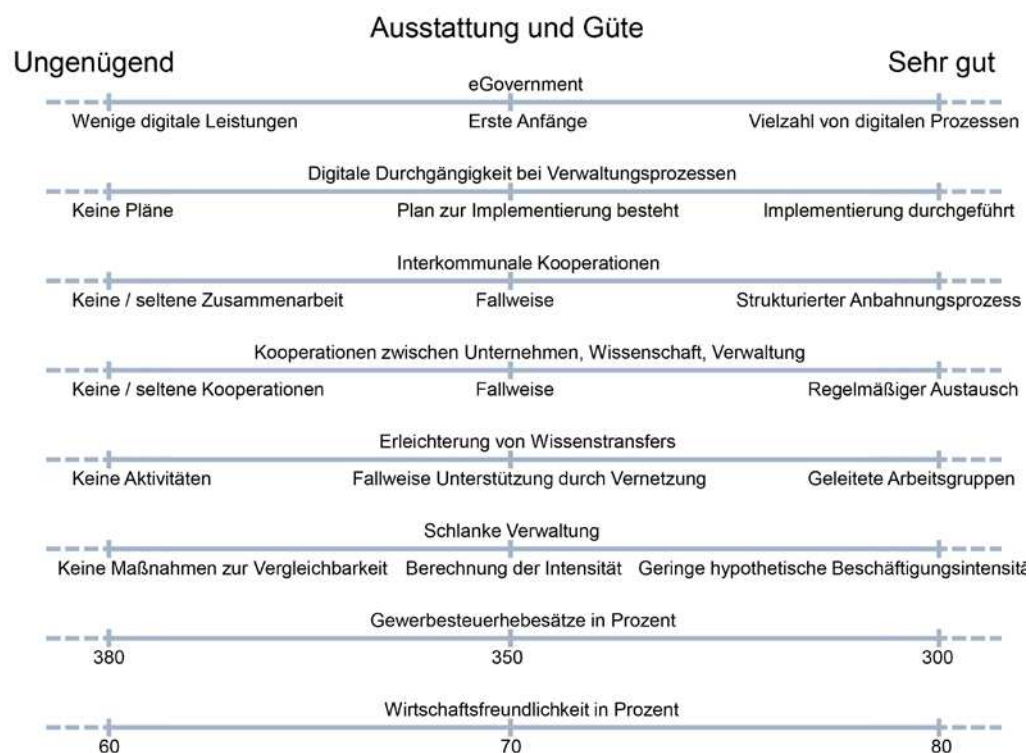 Ausstattung und Güte
Ungenügend Sehr gut
eGovernment
Wenige digitale Leistungen Erste Anfänge Vielzahl von digitalen Prozessen
Digitale Durchgängigkeit bei Verwaltungsprozessen
Keine Pläne Plan zur Implementierung besteht Implementierung durchgeführt
Interkommunale Kooperationen
Keine / seltene Zusammenarbeit Fallweise Strukturierter Anbahnungsprozess
Kooperationen zwischen Unternehmen, Wissenschaft, Verwaltung
Keine / seltene Kooperationen Fallweise Regelmäßiger Austausch
Erleichterung von Wissenstransfers
Keine Aktivitäten Fallweise Unterstützung durch Vernetzung Geleitete Arbeitsgruppen
Schlanke Verwaltung
Keine Maßnahmen zur Vergleichbarkeit Berechnung der Intensität Geringe hypothetische Beschäftigungsintensitä
Gewerbesteuerhebesätze in Prozent
380 350 300
Wirtschaftsfreundlichkeit in Prozent
60 70 80